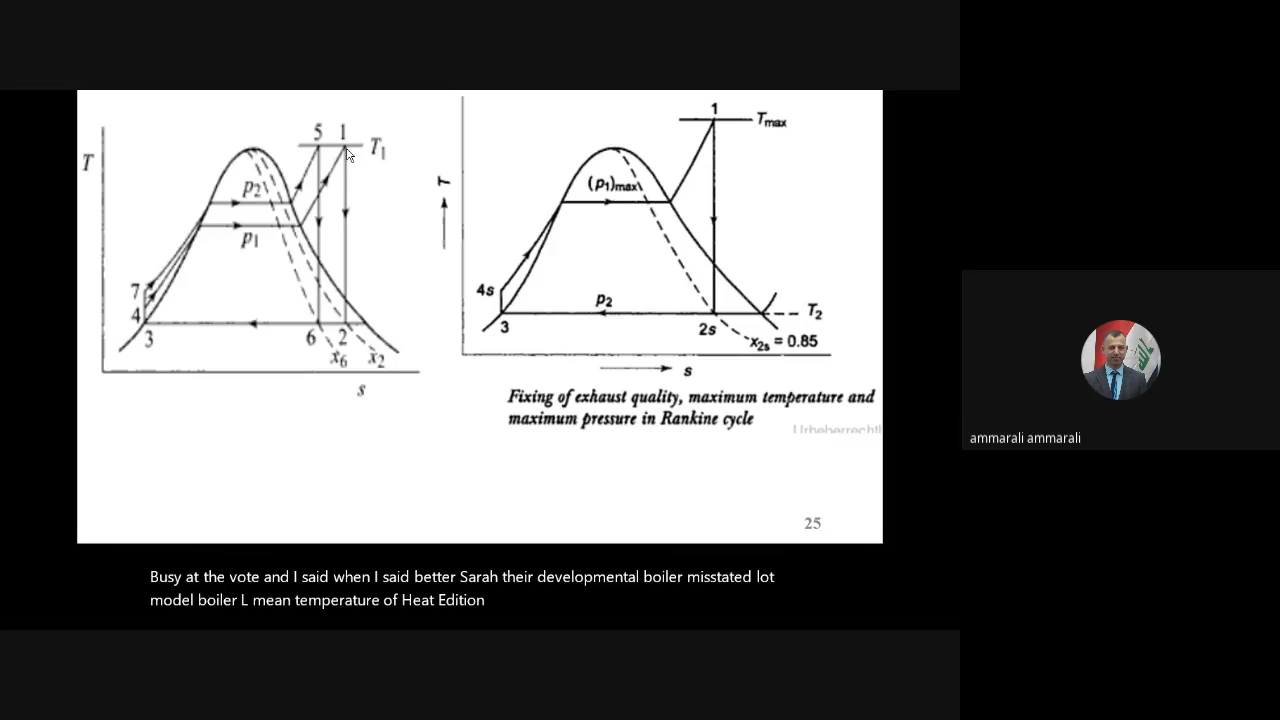 T
5 1
T1
p2
p1
7
4
3
6 2
x6 x2
s
T
1
Tmax
(p1)max
4s
p2
T2
3
2s
x2s = 0.85
s
Fixing of exhaust quality, maximum temperature and
maximum pressure in Rankine cycle
Urheberrechtl
25
ammarali ammarali
Busy at the vote and I said when I said better Sarah their developmental boiler misstated lot
model boiler L mean temperature of Heat Edition